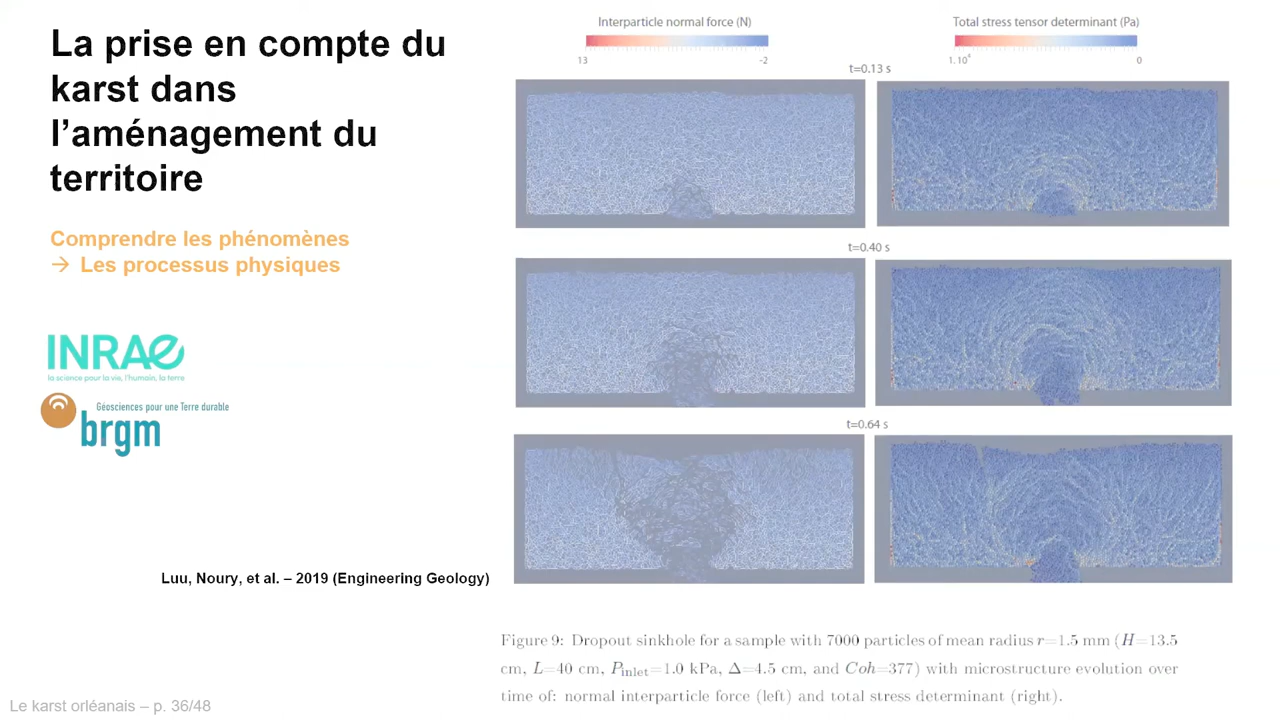 La prise en compte du
karst dans
l’aménagement du
territoire
Comprendre les phénomènes
→ Les processus physiques
INRAE
la science pour la vie, l'humain, la terre
Géosciences pour une Terre durable
brgm
Luu, Noury, et al. – 2019 (Engineering Geology)
Le karst orléanais – p. 36/48
Interparticle normal force (N)
13 -2
Total stress tensor determinant (Pa)
1.10⁴ 0
t=0.13 s
t=0.40 s
t=0.64 s
Figure 9: Dropout sinkhole for a sample with 7000 particles of mean radius r=1.5 mm (H=13.5
cm, L=40 cm, Pinlet=1.0 kPa, Δ=4.5 cm, and Coh=377) with microstructure evolution over
time of: normal interparticle force (left) and total stress determinant (right).